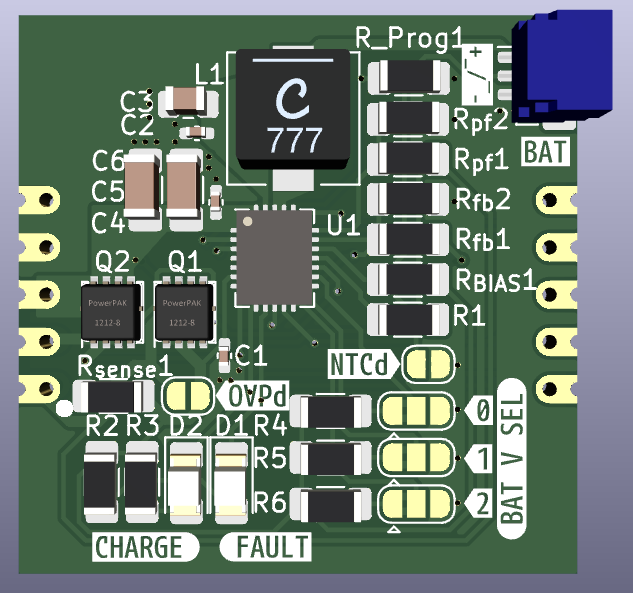 R_Prog1
-/-/+
L1
C3
C2
C 777
Rpf2
BAT
Rpf1
C6
C5
C4
Rfb2
U1
Rfb1
Q2
Q1
RBIAS1
PowerPAK
1212-8
PowerPAK
1212-8
R1
C1
NTCd
Rsense1
OVPd
R2
R3
D2
D1
R4
0
R5
1
R6
2
BAT V SEL
CHARGE
FAULT